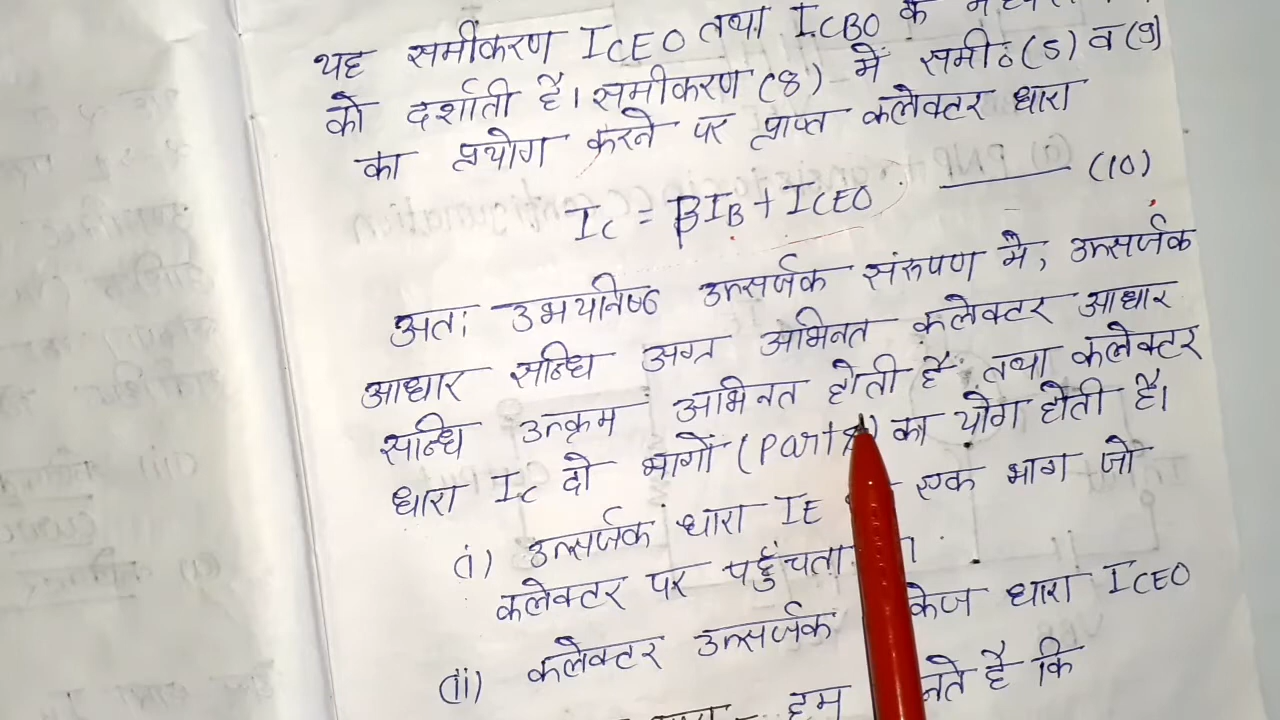 यह समीकरण ICEO तथा ICBO के
को दर्शाती है। समीकरण (8) में समी० (5) व (9)
का प्रयोग करने पर प्राप्त कलेक्टर धारा
IC = βIB + ICEO ——— (10)
अतः उभयनिष्ठ उत्सर्जक संरूपण मे, उत्सर्जक
आधार सन्धि अग्र अभिनत कलेक्टर आधार
सन्धि उत्क्रम अभिनत होती है तथा कलेक्टर
धारा IC दो भागों (Parts) का योग होती है।
(i) उत्सर्जक धारा IE एक भाग जो
कलेक्टर पर पहुँचता
(ii) कलेक्टर उत्सर्जक केज धारा ICEO
हम नते है कि